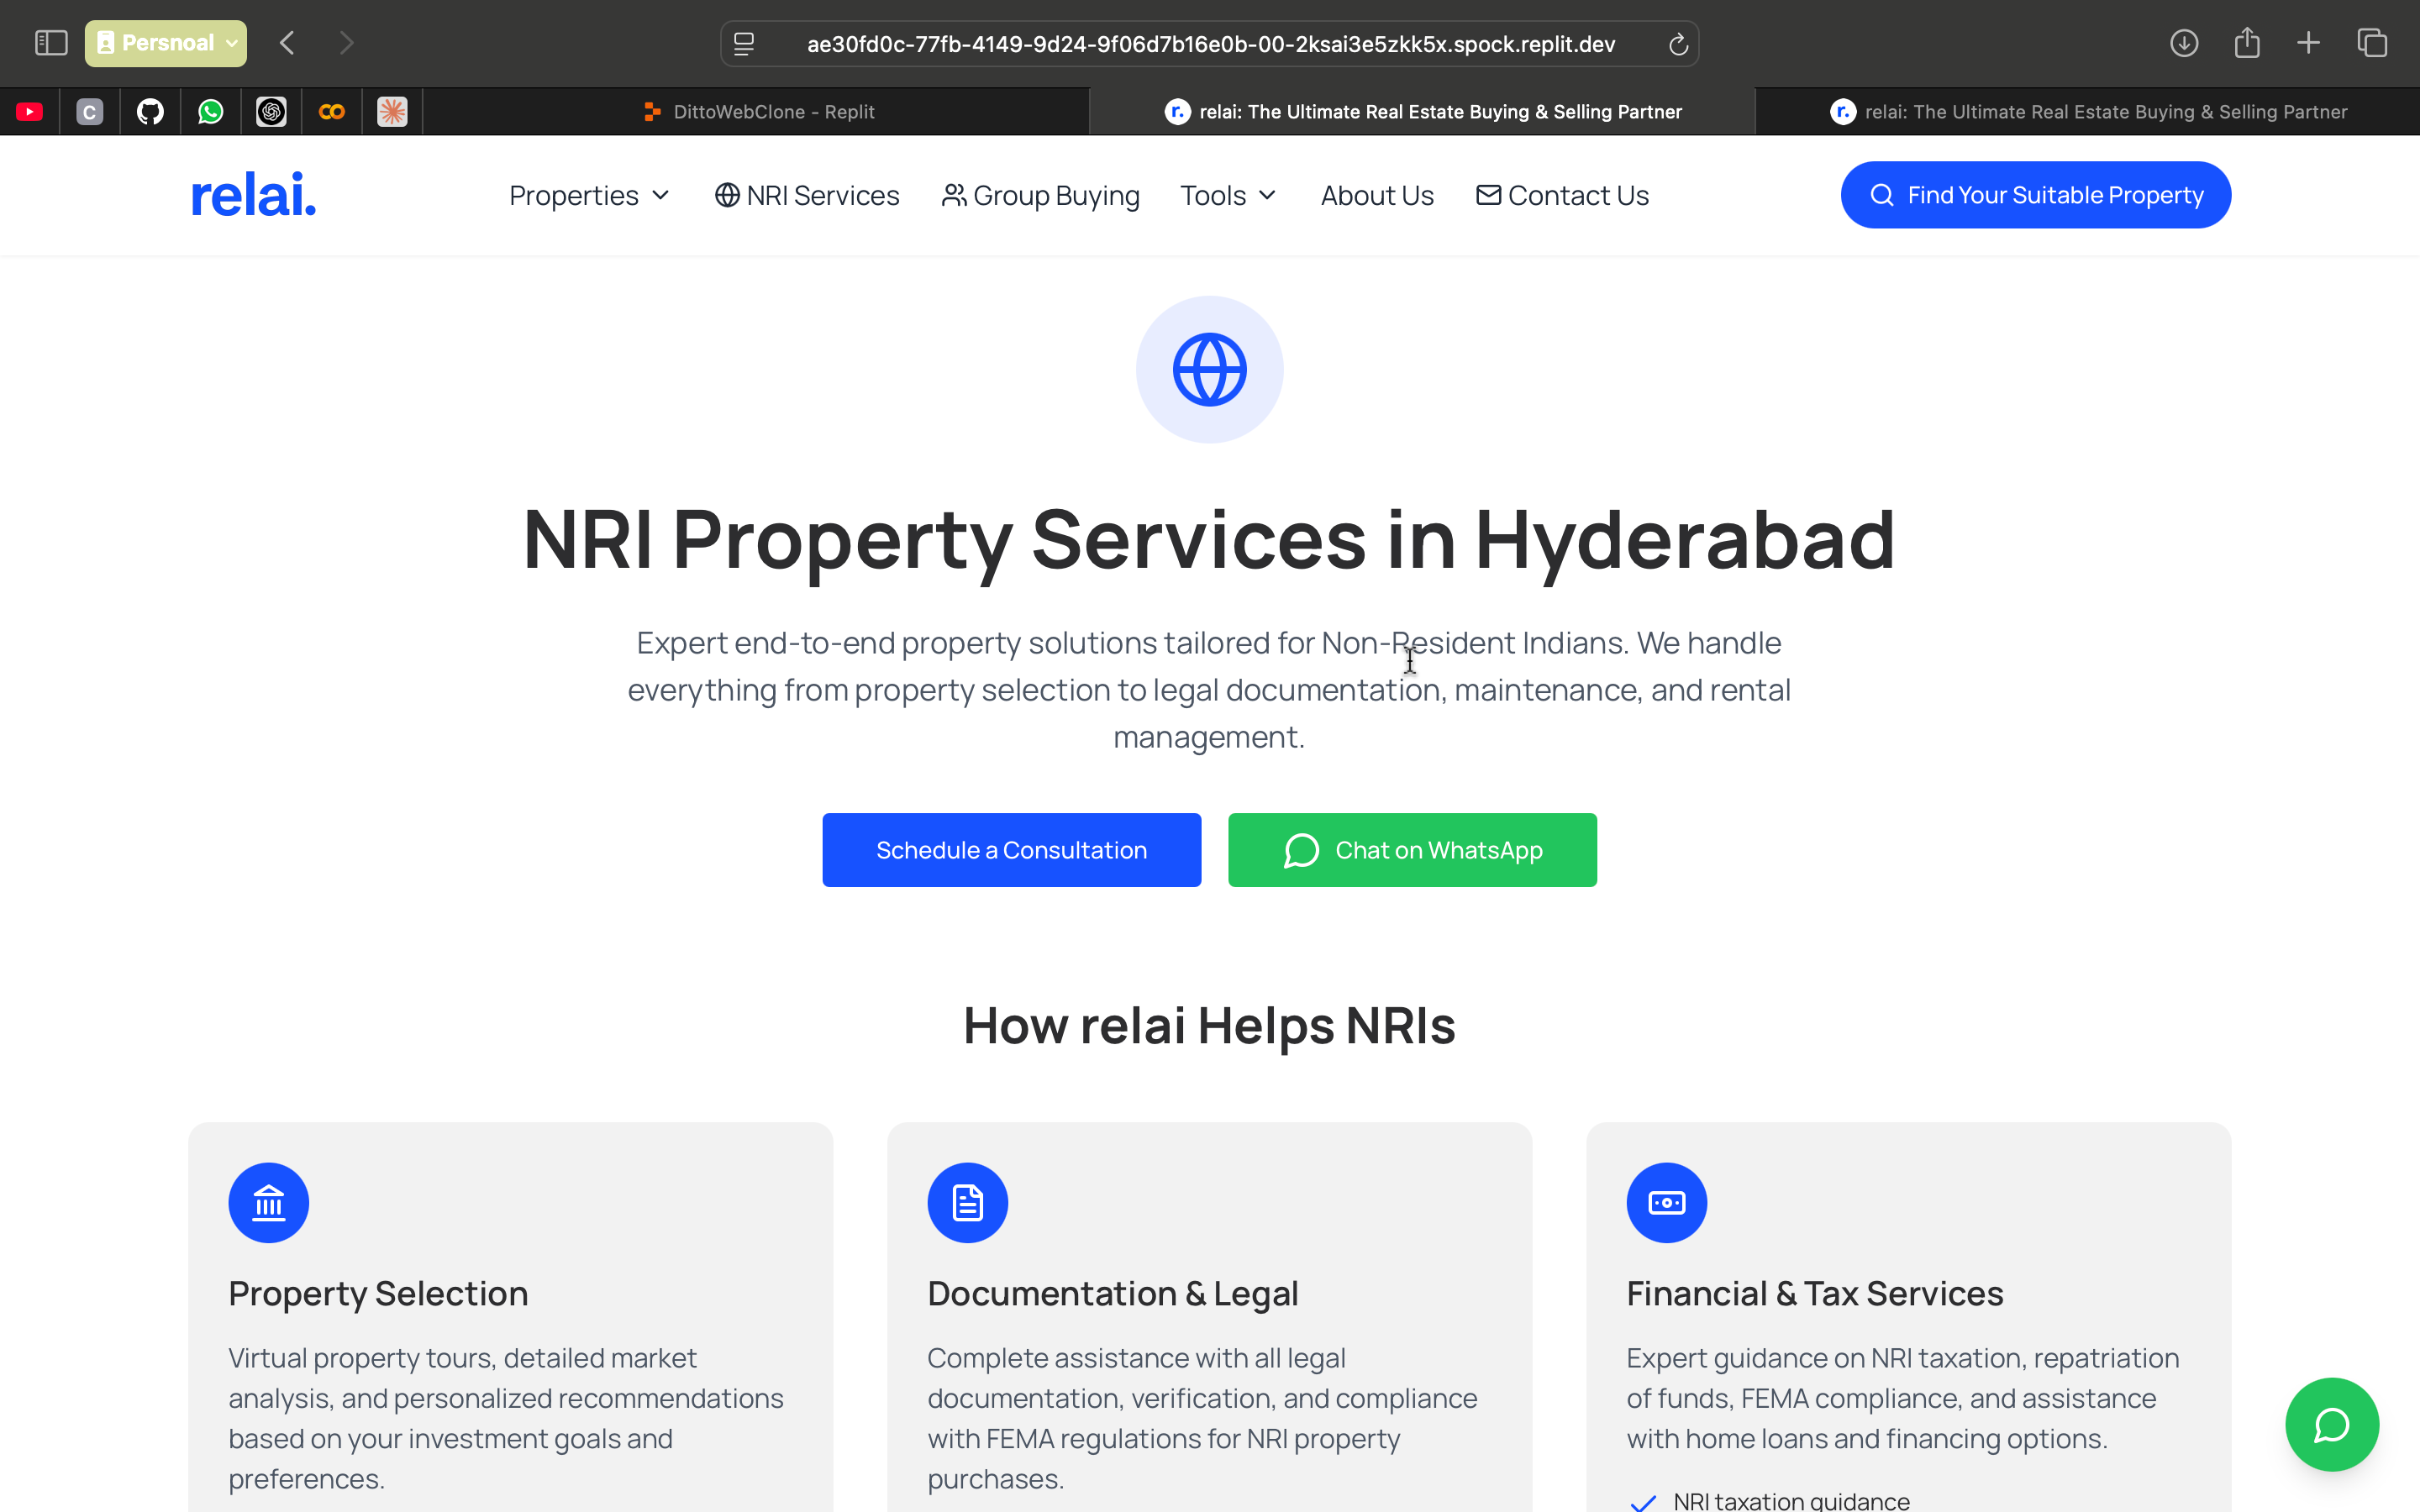 Persnoal
ae30fd0c-77fb-4149-9d24-9f06d7b16e0b-00-2ksai3e5zkk5x.spock.replit.dev
C
DittoWebClone - Replit
r. relai: The Ultimate Real Estate Buying & Selling Partner
r. relai: The Ultimate Real Estate Buying & Selling Partner
relai.
Properties
NRI Services
Group Buying
Tools
About Us
Contact Us
Find Your Suitable Property
NRI Property Services in Hyderabad
Expert end-to-end property solutions tailored for Non-Resident Indians. We handle
everything from property selection to legal documentation, maintenance, and rental
management.
Schedule a Consultation
Chat on WhatsApp
How relai Helps NRIs
Property Selection
Virtual property tours, detailed market
analysis, and personalized recommendations
based on your investment goals and
preferences.
Documentation & Legal
Complete assistance with all legal
documentation, verification, and compliance
with FEMA regulations for NRI property
purchases.
Financial & Tax Services
Expert guidance on NRI taxation, repatriation
of funds, FEMA compliance, and assistance
with home loans and financing options.
NRI taxation guidance